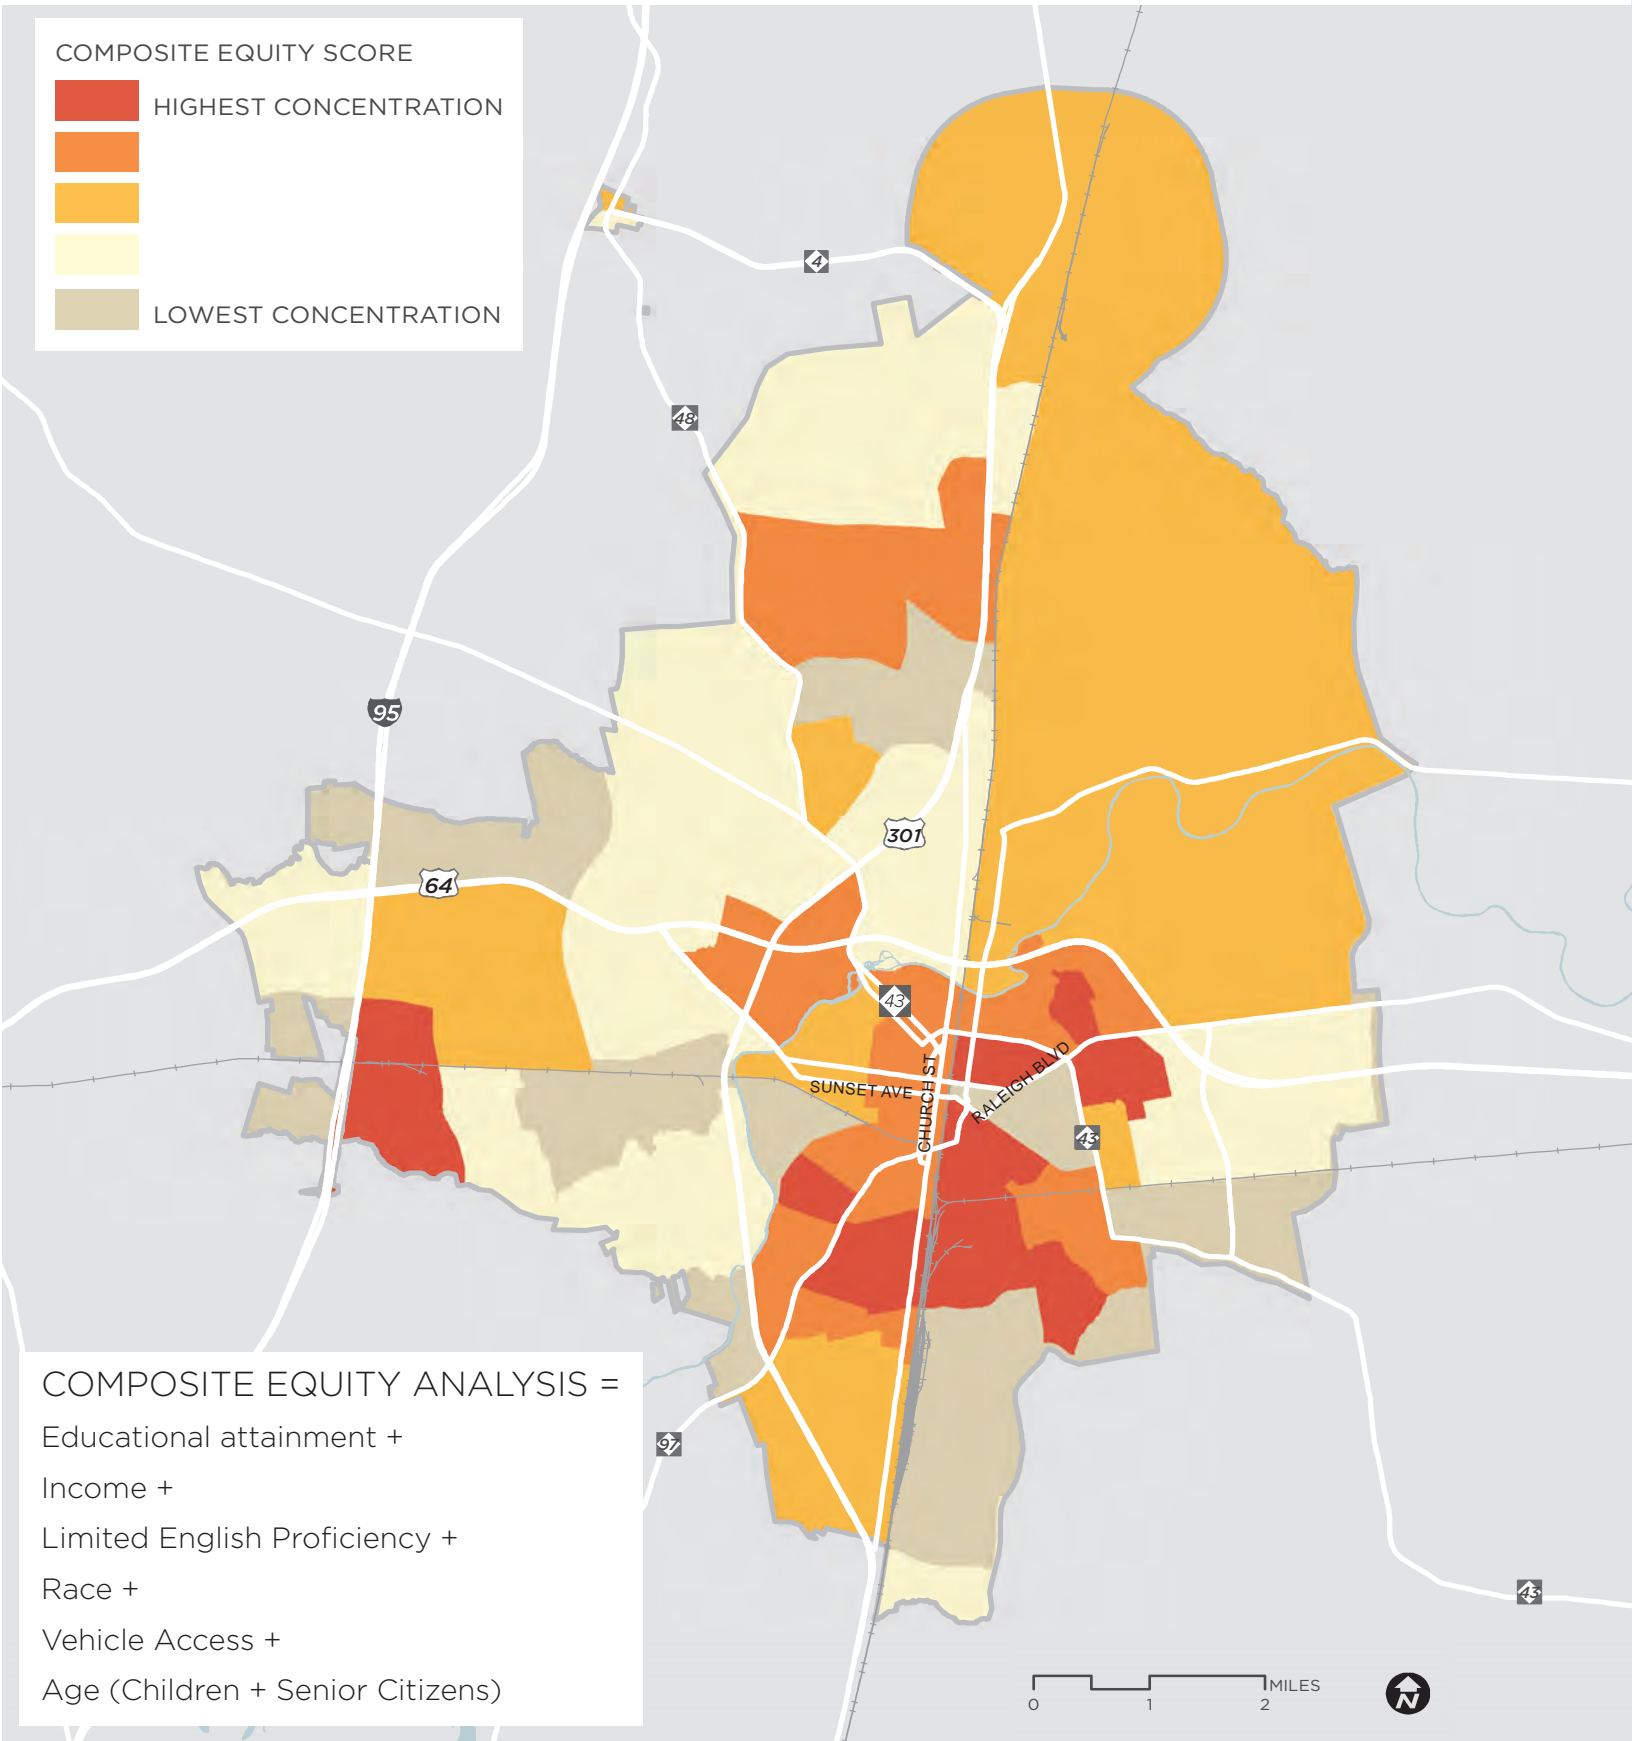 COMPOSITE EQUITY SCORE
HIGHEST CONCENTRATION
LOWEST CONCENTRATION
4
48
95
301
64
43
SUNSET AVE
CHURCH ST
RALEIGH BLVD
43
97
43
COMPOSITE EQUITY ANALYSIS =
Educational attainment +
Income +
Limited English Proficiency +
Race +
Vehicle Access +
Age (Children + Senior Citizens)
MILES
0 1 2
N